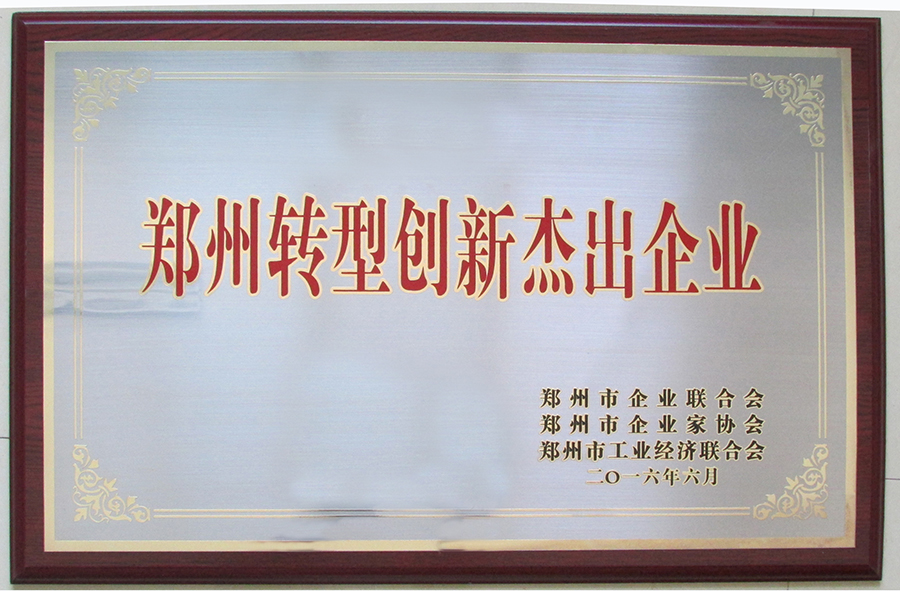 郑州转型创新杰出企业
郑州市企业联合会
郑州市企业家协会
郑州市工业经济联合会
二〇一六年六月